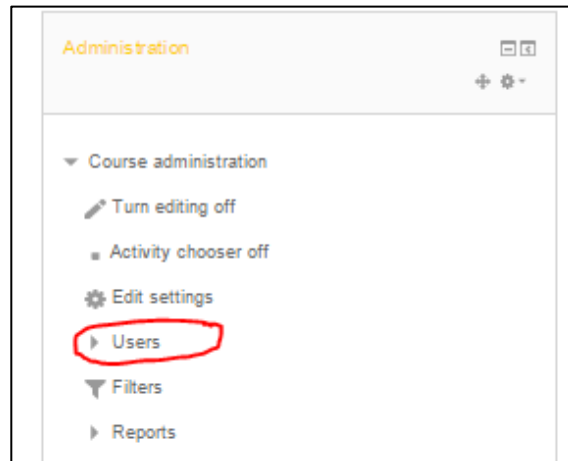 Administration
Course administration
Turn editing off
Activity chooser off
Edit settings
Users
Filters
Reports